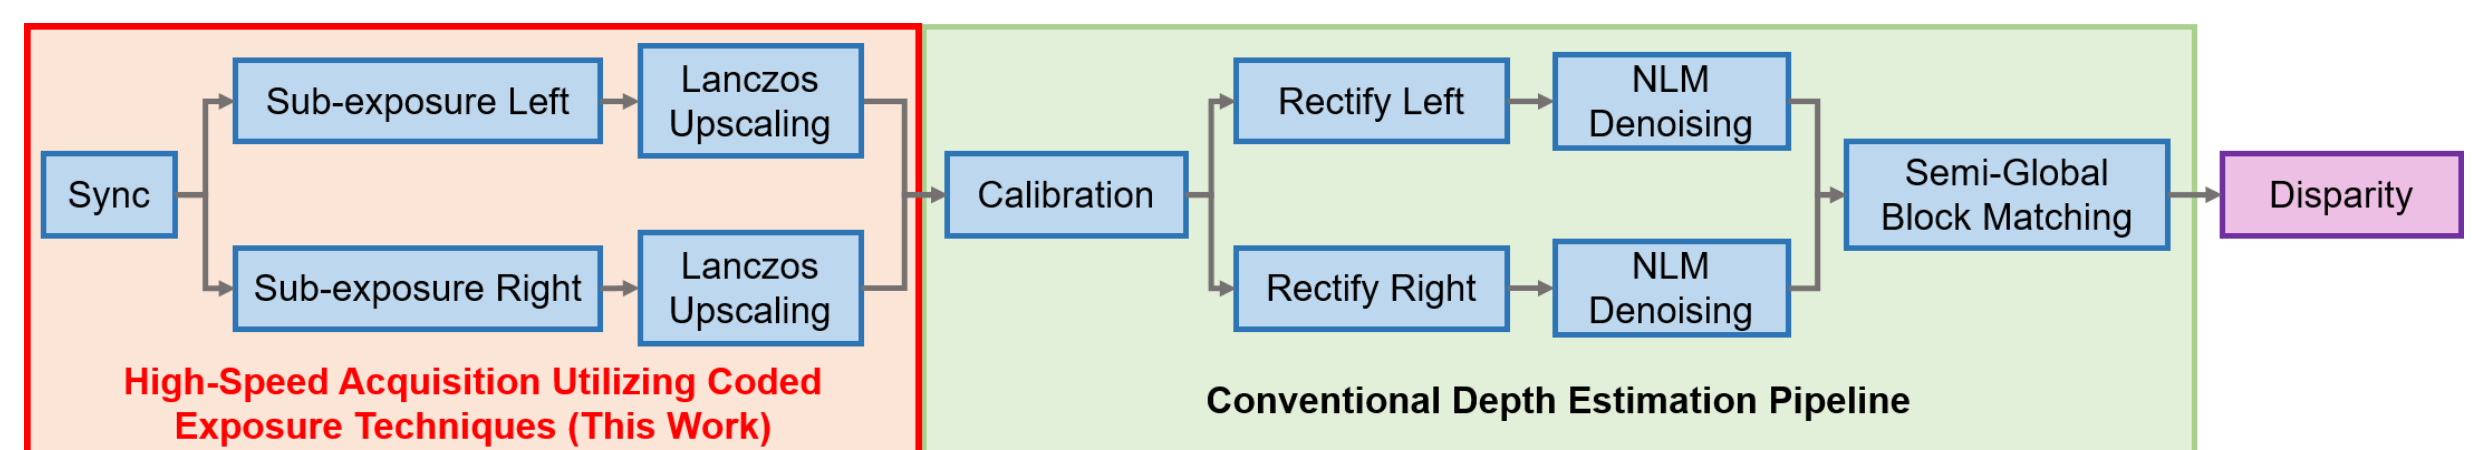 Sync
Sub-exposure Left
Lanczos
Upscaling
Sub-exposure Right
Lanczos
Upscaling
High-Speed Acquisition Utilizing Coded
Exposure Techniques (This Work)
Calibration
Rectify Left
NLM
Denoising
Rectify Right
NLM
Denoising
Semi-Global
Block Matching
Conventional Depth Estimation Pipeline
Disparity